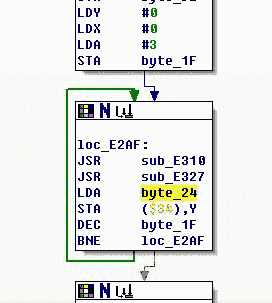 LDY #0
LDX #0
LDA #3
STA byte_1F
loc_E2AF:
JSR sub_E310
JSR sub_E327
LDA byte_24
STA ($34),Y
DEC byte_1F
BNE loc_E2AF